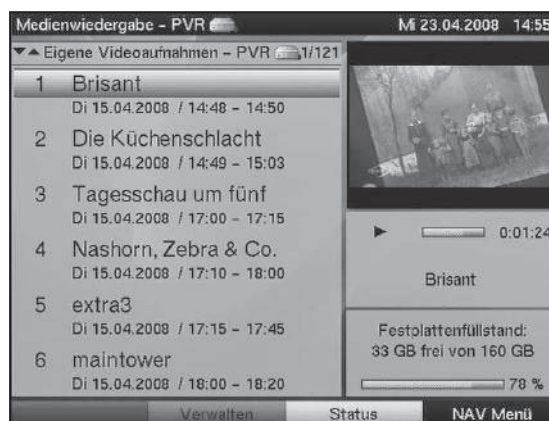 Medienwiedergabe – PVR
Mi 23.04.2008 14:55
Eigene Videoaufnahmen – PVR 1/121
1 Brisant
Di 15.04.2008 / 14:48 – 14:50
2 Die Küchenschlacht
Di 15.04.2008 / 14:49 – 15:03
3 Tagesschau um fünf
Di 15.04.2008 / 17:00 – 17:15
4 Nashorn, Zebra & Co.
Di 15.04.2008 / 17:10 – 18:00
5 extra3
Di 15.04.2008 / 17:15 – 17:45
6 maintower
Di 15.04.2008 / 18:00 – 18:20
0:01:24
Brisant
Festplattenfüllstand:
33 GB frei von 160 GB
78 %
Verwalten
Status
NAV Menü